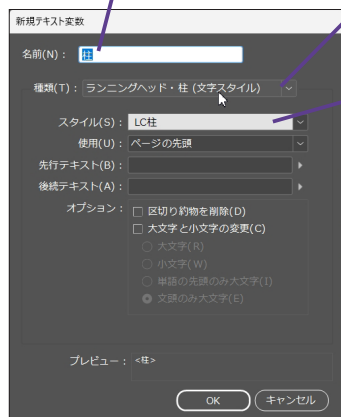 新規テキスト変数
名前(N)： 柱
種類(T)： ランニングヘッド・柱 (文字スタイル)
スタイル(S)： LC柱
使用(U)： ページの先頭
先行テキスト(B)：
後続テキスト(A)：
オプション： 区切り約物を削除(D)
大文字と小文字の変更(C)
大文字(R)
小文字(W)
単語の先頭のみ大文字(I)
文頭のみ大文字(E)
プレビュー： <柱>
OK キャンセル